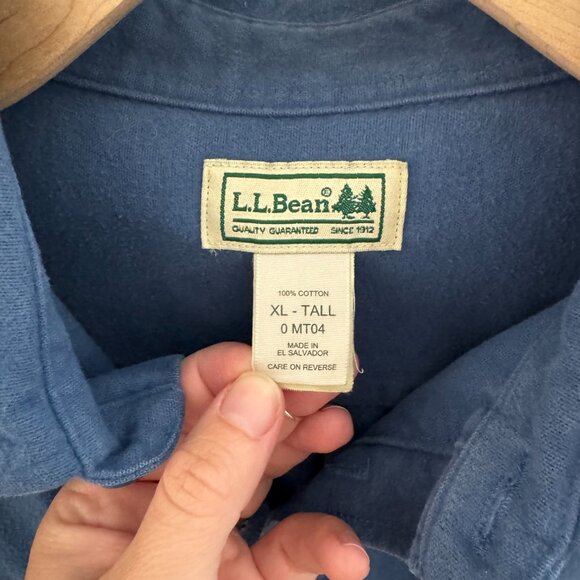 L.L.Bean®
QUALITY GUARANTEED SINCE 1912
100% COTTON
XL - TALL
0 MT04
MADE IN
EL SALVADOR
CARE ON REVERSE